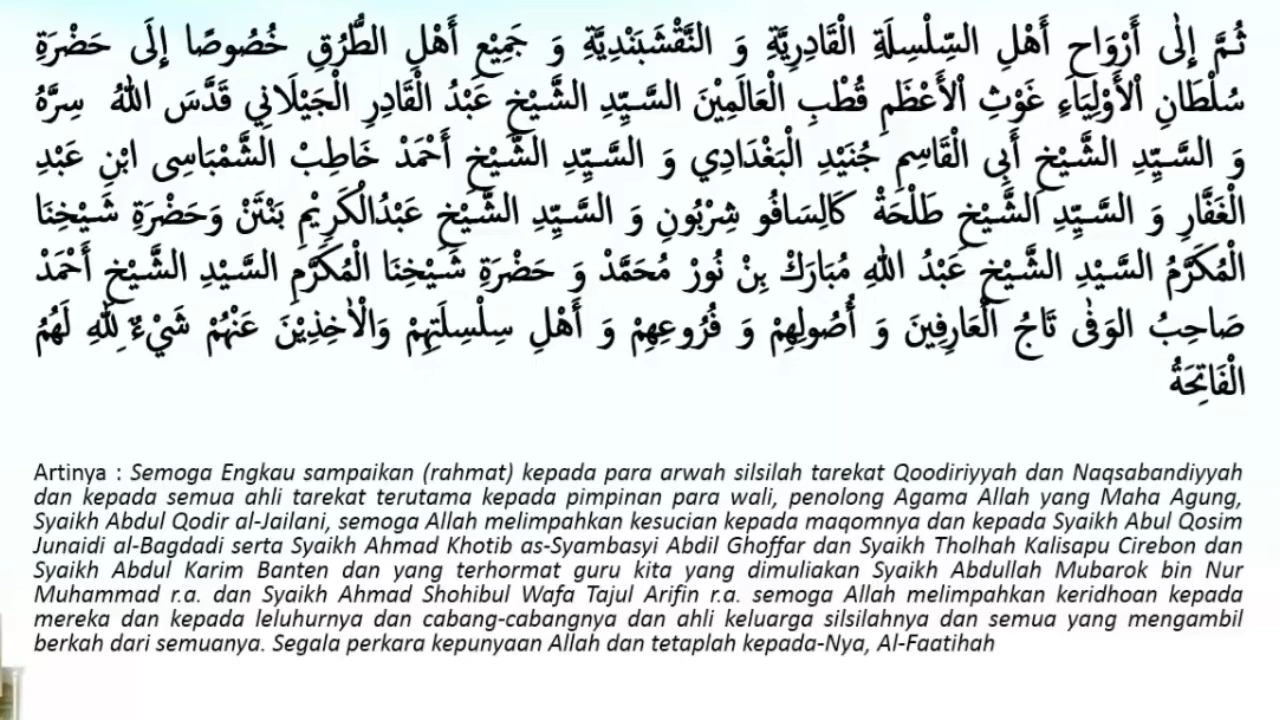 ثُمَّ إِلَى أَرْوَاحِ أَهْلِ السِّلْسِلَةِ الْقَادِرِيَّةِ وَ النَّقْشَبَنْدِيَّةِ وَ جَمِيْعِ أَهْلِ الطُّرُقِ خُصُوصًا إِلَى حَضْرَةِ
سُلْطَانِ الْأَوْلِيَاءِ غَوْثِ الْأَعْظَمِ قُطْبِ الْعَالَمِيْنَ السَّيِّدِ الشَّيْخِ عَبْدُ الْقَادِرِ الْجَيْلَانِي قَدَّسَ اللهُ سِرَّهُ
وَ السَّيِّدِ الشَّيْخِ أَبِى الْقَاسِمِ جُنَيْدِ الْبَغْدَادِي وَ السَّيِّدِ الشَّيْخِ أَحْمَدْ خَاطِبْ الشَّمْبَاسِى ابْنِ عَبْدِ
الْغَفَّارِ وَ السَّيِّدِ الشَّيْخِ طَلْحَةْ كَالِسَافُو شِرْبُونِ وَ السَّيِّدِ الشَّيْخِ عَبْدُالْكَرِيْمِ بَنْتَنْ وَحَضْرَةِ شَيْخِنَا
الْمُكَرَّمُ السَّيْدِ الشَّيْخِ عَبْدُ اللهِ مُبَارَكْ بِنْ نُورْ مُحَمَّدْ وَ حَضْرَةِ شَيْخِنَا الْمُكَرَّمِ السَّيْدِ الشَّيْخِ أَحْمَدْ
صَاحِبُ الوَفٰى تَاجُ الْعَارِفِينَ وَ أُصُولِهِمْ وَ فُرُوعِهِمْ وَ أَهْلِ سِلْسِلَتِهِمْ وَالْاٰخِذِيْنَ عَنْهُمْ شَيْءٌ لِلّٰهِ لَهُمُ
الْفَاتِحَةُ
Artinya : Semoga Engkau sampaikan (rahmat) kepada para arwah silsilah tarekat Qoodiriyyah dan Naqsabandiyyah
dan kepada semua ahli tarekat terutama kepada pimpinan para wali, penolong Agama Allah yang Maha Agung,
Syaikh Abdul Qodir al-Jailani, semoga Allah melimpahkan kesucian kepada maqomnya dan kepada Syaikh Abul Qosim
Junaidi al-Bagdadi serta Syaikh Ahmad Khotib as-Syambasyi Abdil Ghoffar dan Syaikh Tholhah Kalisapu Cirebon dan
Syaikh Abdul Karim Banten dan yang terhormat guru kita yang dimuliakan Syaikh Abdullah Mubarok bin Nur
Muhammad r.a. dan Syaikh Ahmad Shohibul Wafa Tajul Arifin r.a. semoga Allah melimpahkan keridhoan kepada
mereka dan kepada leluhurnya dan cabang-cabangnya dan ahli keluarga silsilahnya dan semua yang mengambil
berkah dari semuanya. Segala perkara kepunyaan Allah dan tetaplah kepada-Nya, Al-Faatihah